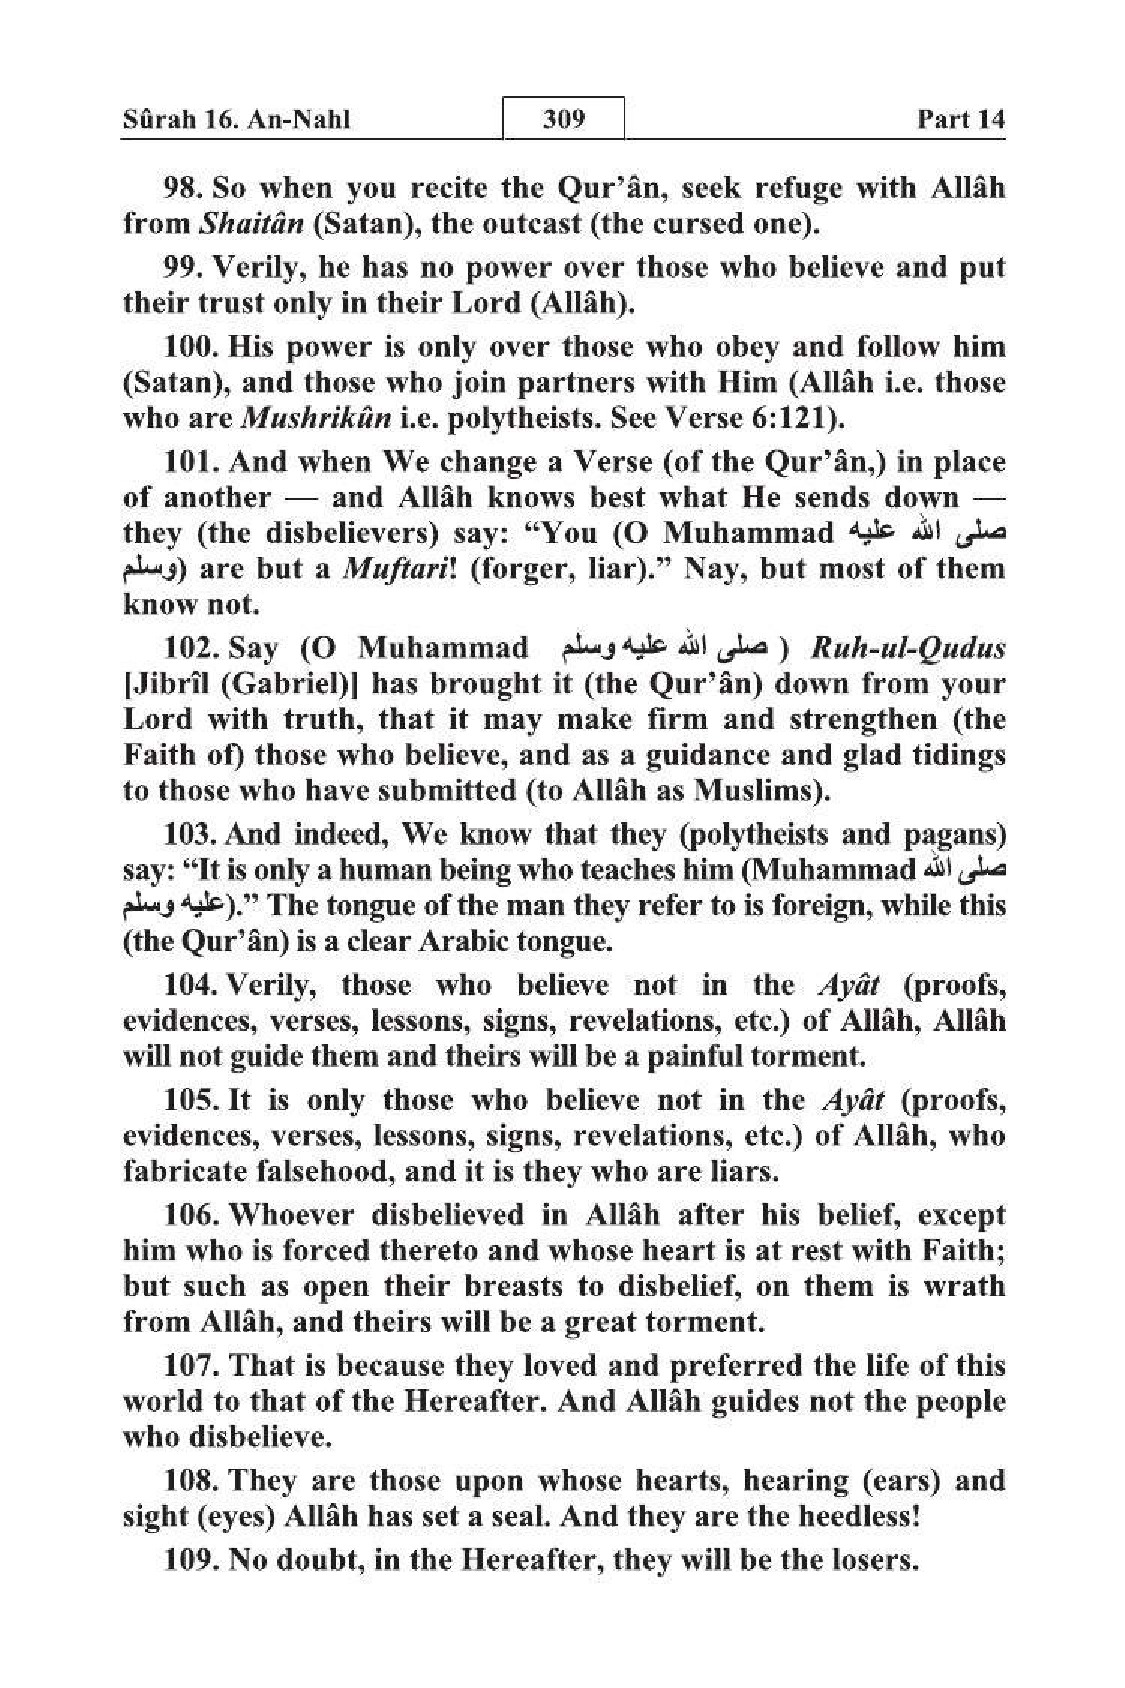 Sûrah 16. An-Nahl 309 Part 14
98. So when you recite the Qur’ân, seek refuge with Allâh
from Shaitân (Satan), the outcast (the cursed one).
99. Verily, he has no power over those who believe and put
their trust only in their Lord (Allâh).
100. His power is only over those who obey and follow him
(Satan), and those who join partners with Him (Allâh i.e. those
who are Mushrikûn i.e. polytheists. See Verse 6:121).
101. And when We change a Verse (of the Qur’ân,) in place
of another — and Allâh knows best what He sends down —
they (the disbelievers) say: “You (O Muhammad صلى الله عليه
وسلم) are but a Muftari! (forger, liar).” Nay, but most of them
know not.
102. Say (O Muhammad صلى الله عليه وسلم ) Ruh-ul-Qudus
[Jibrîl (Gabriel)] has brought it (the Qur’ân) down from your
Lord with truth, that it may make firm and strengthen (the
Faith of) those who believe, and as a guidance and glad tidings
to those who have submitted (to Allâh as Muslims).
103. And indeed, We know that they (polytheists and pagans)
say: “It is only a human being who teaches him (Muhammad صلى الله
عليه وسلم).” The tongue of the man they refer to is foreign, while this
(the Qur’ân) is a clear Arabic tongue.
104. Verily, those who believe not in the Ayât (proofs,
evidences, verses, lessons, signs, revelations, etc.) of Allâh, Allâh
will not guide them and theirs will be a painful torment.
105. It is only those who believe not in the Ayât (proofs,
evidences, verses, lessons, signs, revelations, etc.) of Allâh, who
fabricate falsehood, and it is they who are liars.
106. Whoever disbelieved in Allâh after his belief, except
him who is forced thereto and whose heart is at rest with Faith;
but such as open their breasts to disbelief, on them is wrath
from Allâh, and theirs will be a great torment.
107. That is because they loved and preferred the life of this
world to that of the Hereafter. And Allâh guides not the people
who disbelieve.
108. They are those upon whose hearts, hearing (ears) and
sight (eyes) Allâh has set a seal. And they are the heedless!
109. No doubt, in the Hereafter, they will be the losers.